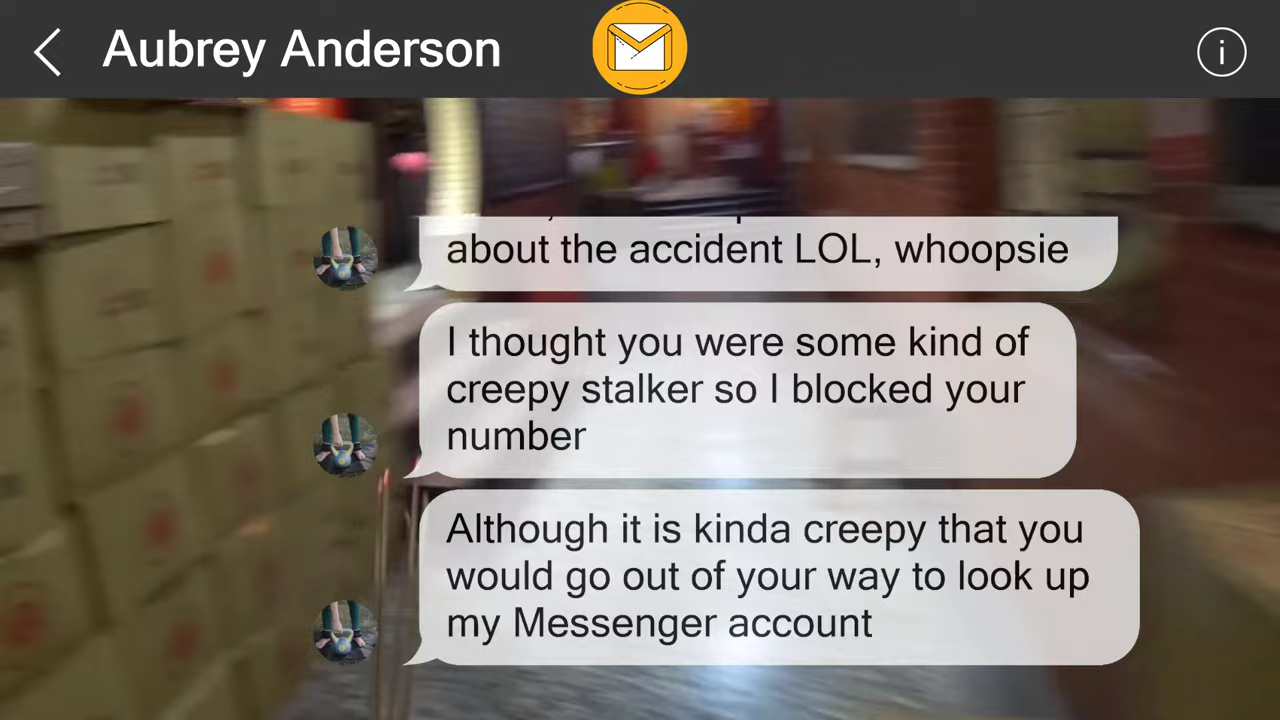 Aubrey Anderson
i
about the accident LOL, whoopsie
I thought you were some kind of
creepy stalker so I blocked your
number
Although it is kinda creepy that you
would go out of your way to look up
my Messenger account